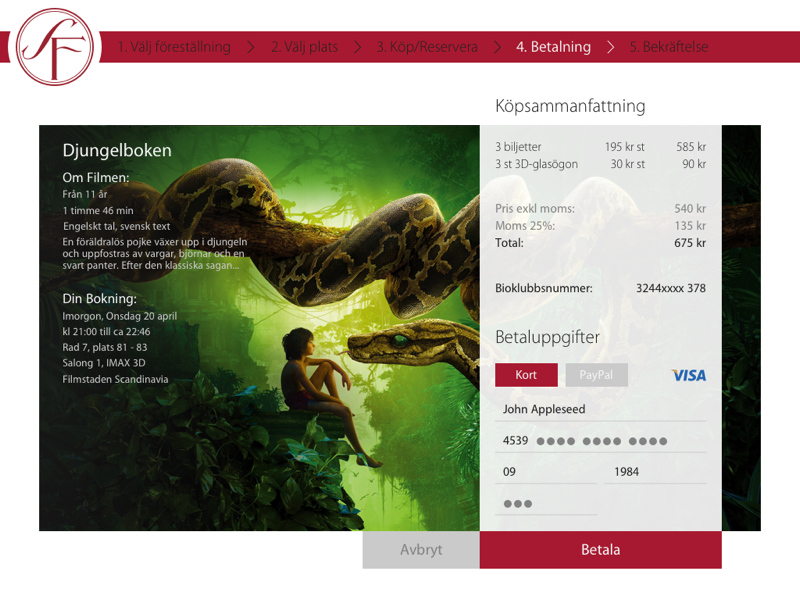 SF
1. Välj föreställning
2. Välj plats
3. Köp/Reservera
4. Betalning
5. Bekräftelse
Köpsammanfattning
Djungelboken
Om Filmen:
Från 11 år
1 timme 46 min
Engelskt tal, svensk text
En föräldralös pojke växer upp i djungeln
och uppfostras av vargar, björnar och en
svart panter. Efter den klassiska sagan...
Din Bokning:
Imorgon, Onsdag 20 april
kl 21:00 till ca 22:46
Rad 7, plats 81 - 83
Salong 1, IMAX 3D
Filmstaden Scandinavia
3 biljetter 195 kr st 585 kr
3 st 3D-glasögon 30 kr st 90 kr
Pris exkl moms: 540 kr
Moms 25%: 135 kr
Total: 675 kr
Bioklubbsnummer: 3244xxxx 378
Betaluppgifter
Kort PayPal VISA
John Appleseed
4539 ●●●● ●●●● ●●●●
09 1984
●●●
Avbryt Betala